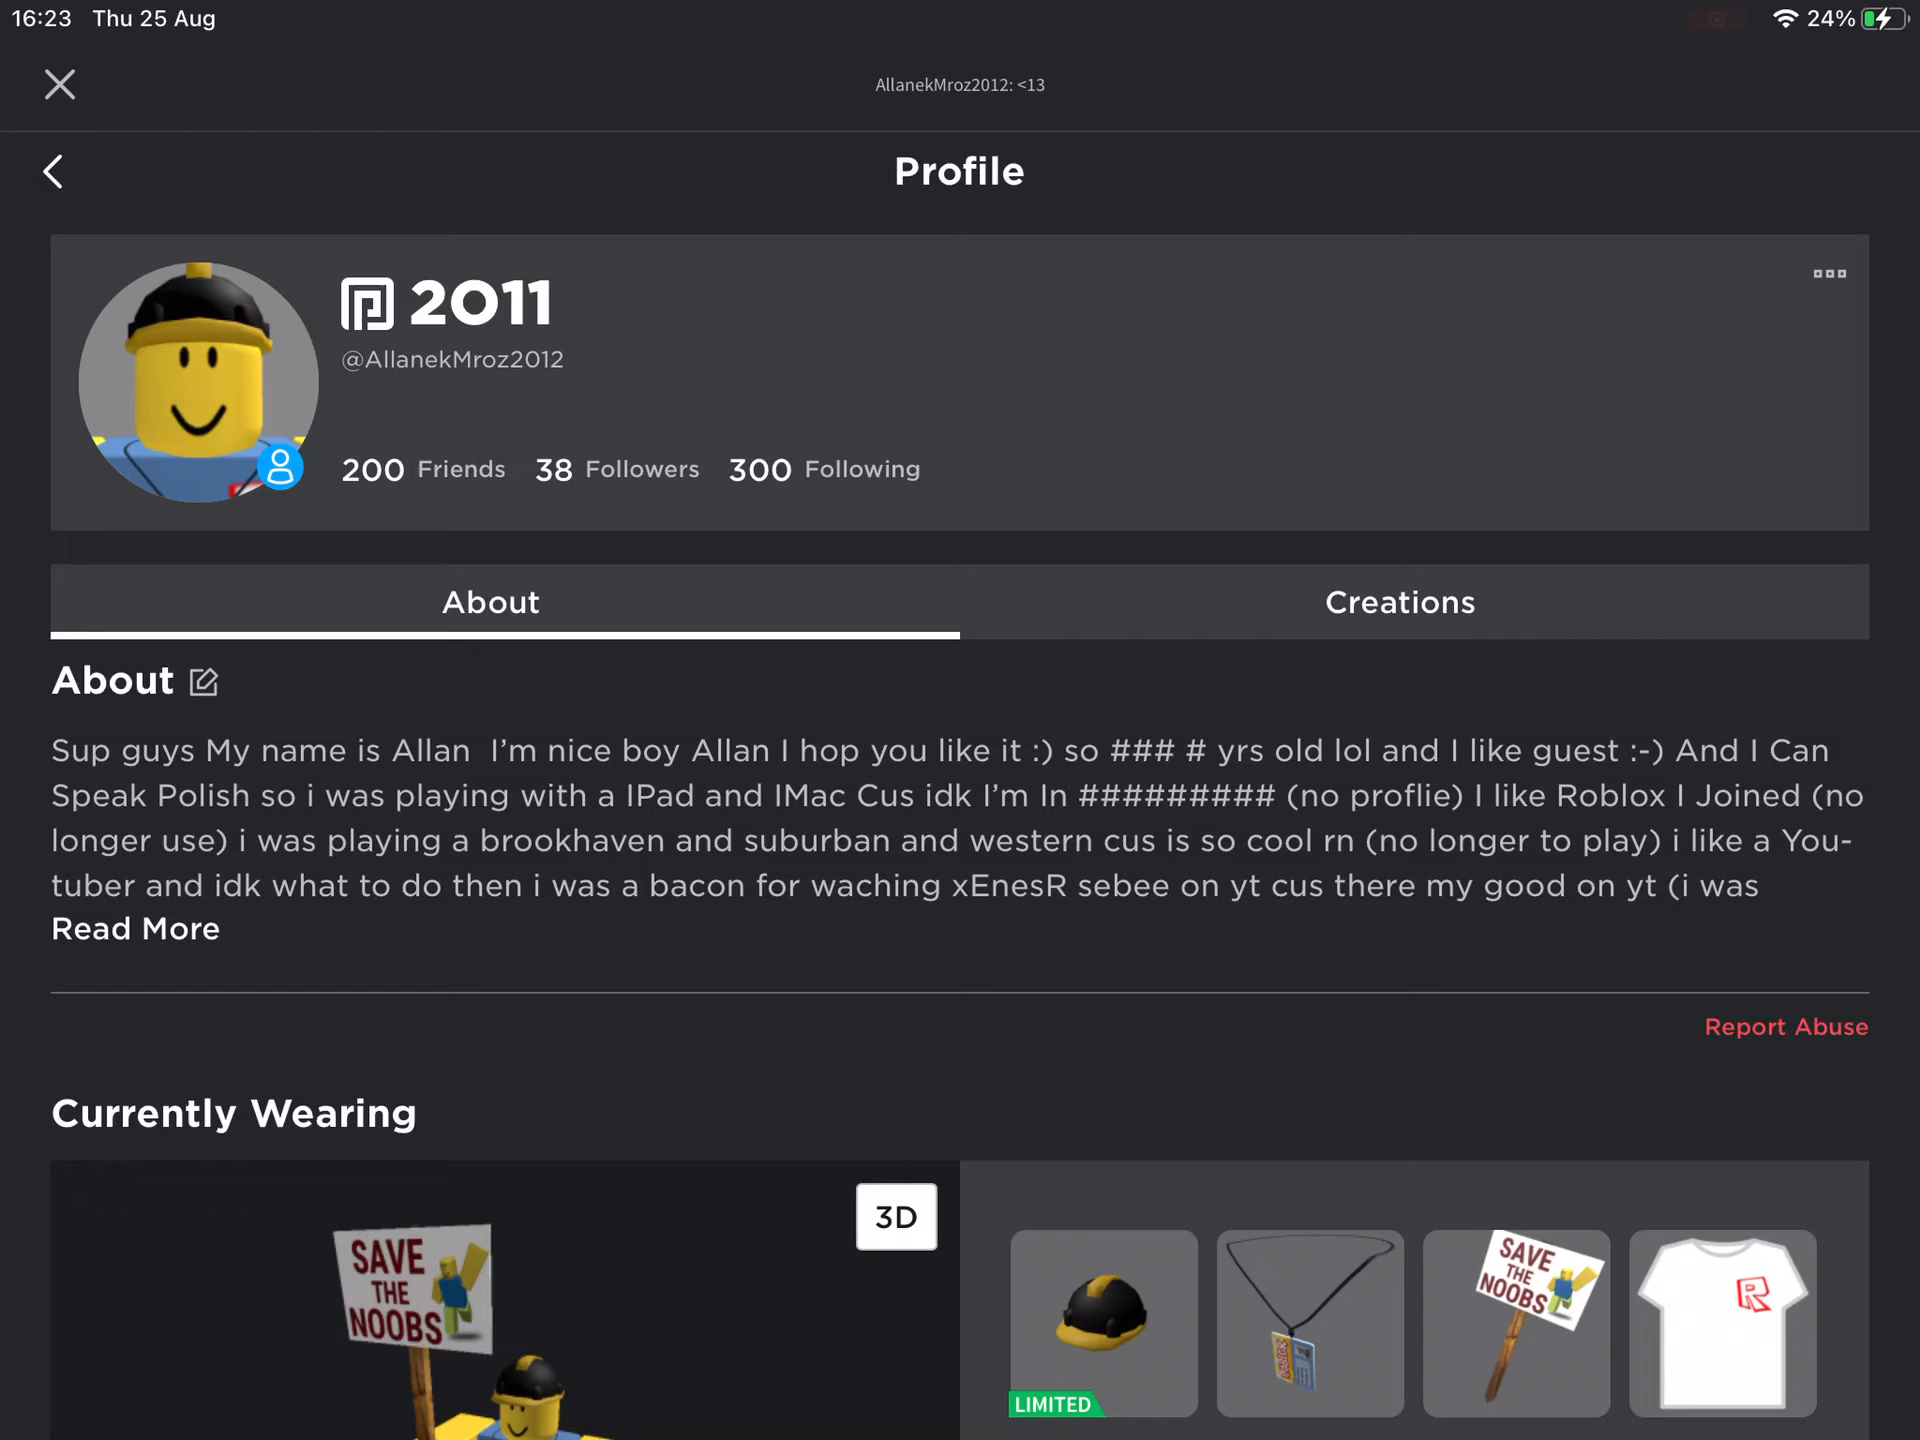 16:23 Thu 25 Aug 24%
AllanekMroz2012: <13
Profile
2011
@AllanekMroz2012
200 Friends 38 Followers 300 Following
About Creations
About
Sup guys My name is Allan  I'm nice boy Allan I hop you like it :) so ### # yrs old lol and I like guest :-) And I Can
Speak Polish so i was playing with a IPad and IMac Cus idk I'm In ######### (no proflie) I like Roblox I Joined (no
longer use) i was playing a brookhaven and suburban and western cus is so cool rn (no longer to play) i like a You-
tuber and idk what to do then i was a bacon for waching xEnesR sebee on yt cus there my good on yt (i was
Read More
Report Abuse
Currently Wearing
3D
SAVE
THE
NOOBS
SAVE
THE
NOOBS
R
LIMITED